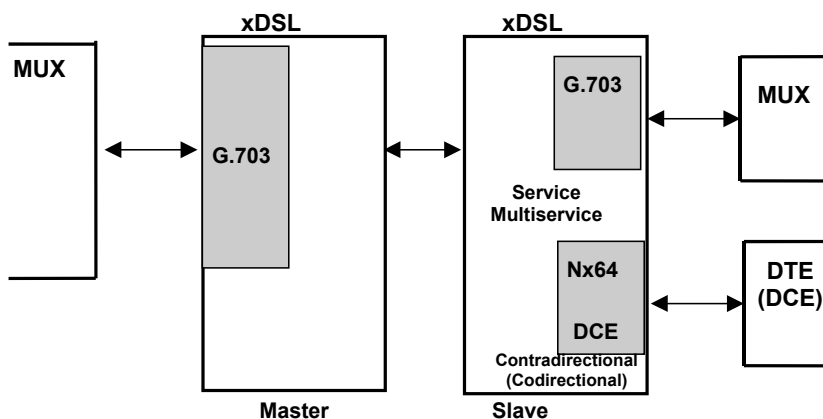 xDSL
xDSL
MUX
G.703
G.703
MUX
Service
Multiservice
Nx64
DCE
DTE
(DCE)
Contradirectional
(Codirectional)
Master
Slave